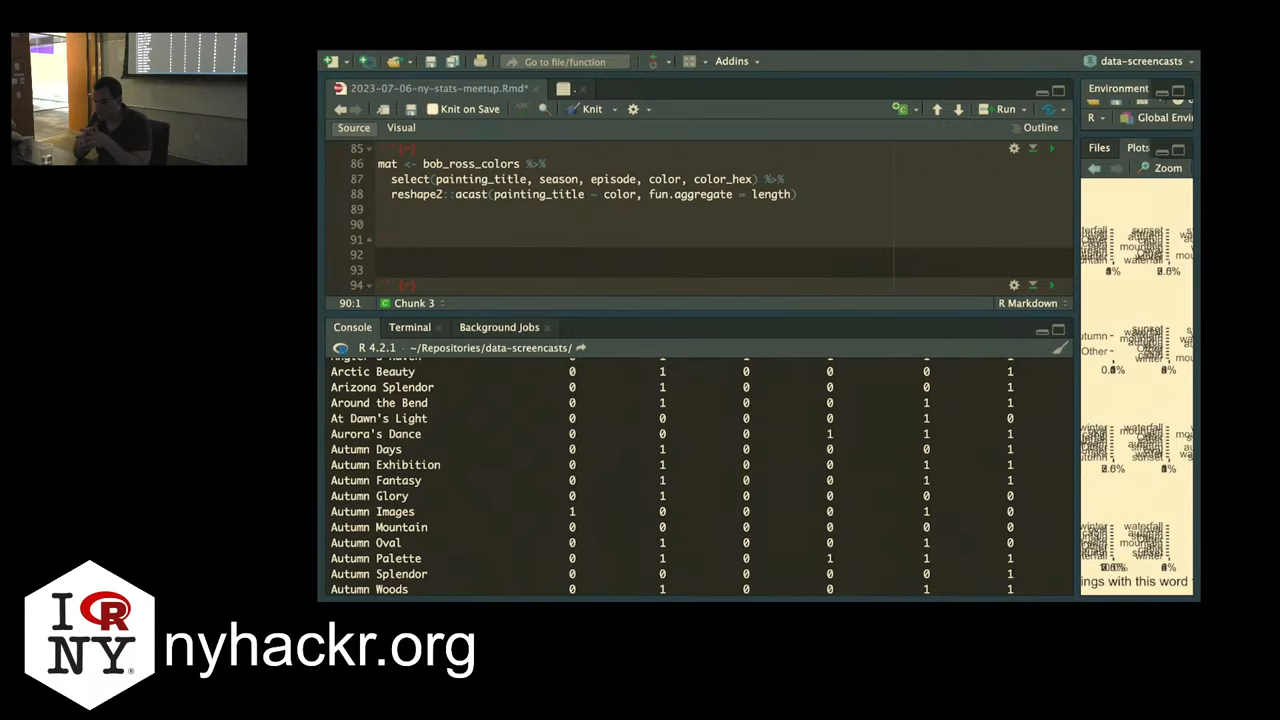 Go to file/function
Addins
data-screencasts
2023-07-06-ny-stats-meetup.Rmd*
.
Knit on Save
ABC
Knit
Run
Source
Visual
Outline
85 ```{r}
86 mat <- bob_ross_colors %>%
87 select(painting_title, season, episode, color, color_hex) %>%
88 reshape2::acast(painting_title ~ color, fun.aggregate = length)
89
90
91
92
93
94 ```{r}
90:1
C Chunk 3
R Markdown
Console
Terminal
Background Jobs
R 4.2.1 · ~/Repositories/data-screencasts/
Arctic Beauty 0 1 0 0 0 1
Arizona Splendor 0 1 0 0 0 1
Around the Bend 0 1 0 0 1 1
At Dawn's Light 0 0 0 0 1 0
Aurora's Dance 0 0 0 1 1 1
Autumn Days 0 1 0 0 0 1
Autumn Exhibition 0 1 0 0 1 1
Autumn Fantasy 0 1 0 0 1 1
Autumn Glory 0 1 0 0 0 0
Autumn Images 1 0 0 0 1 0
Autumn Mountain 0 0 0 0 0 0
Autumn Oval 0 1 0 0 1 0
Autumn Palette 0 1 0 1 1 1
Autumn Splendor 0 0 0 0 0 1
Autumn Woods 0 1 0 0 1 1
Environment
R
Global Envi
Files
Plots
Zoom
ings with this word
I R
NY
nyhackr.org